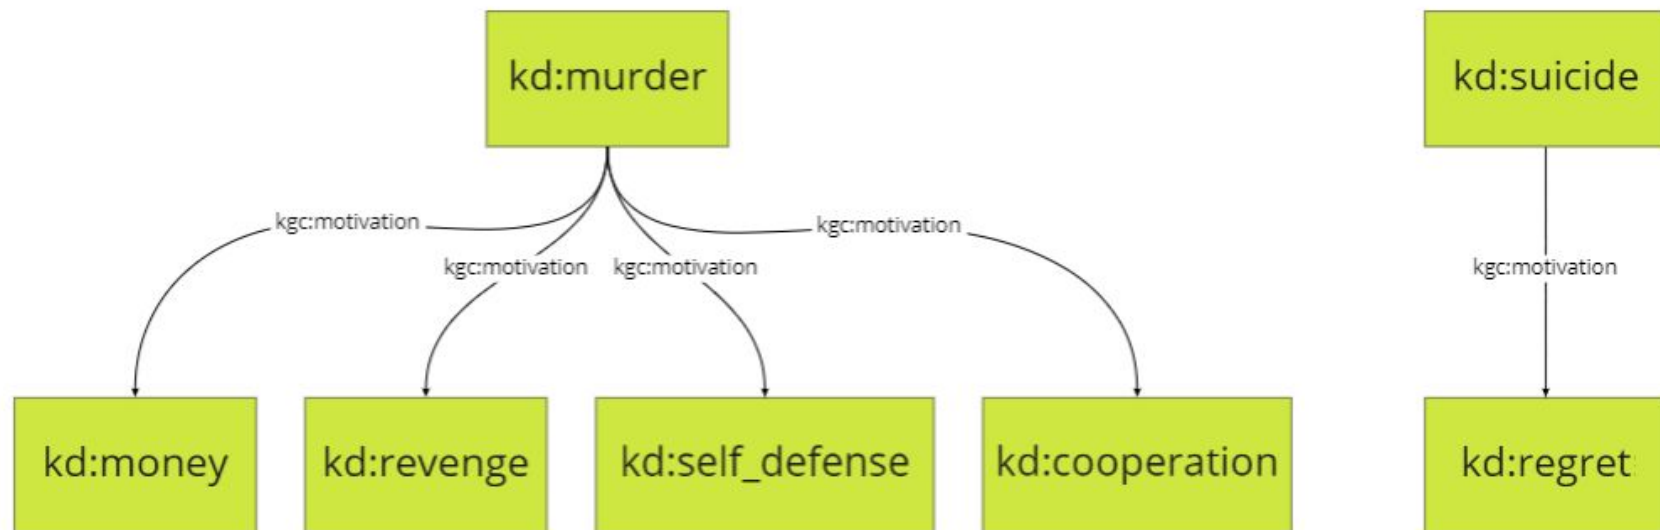 kd:murder
kd:suicide
kgc:motivation
kgc:motivation
kgc:motivation
kgc:motivation
kgc:motivation
kd:money
kd:revenge
kd:self_defense
kd:cooperation
kd:regret